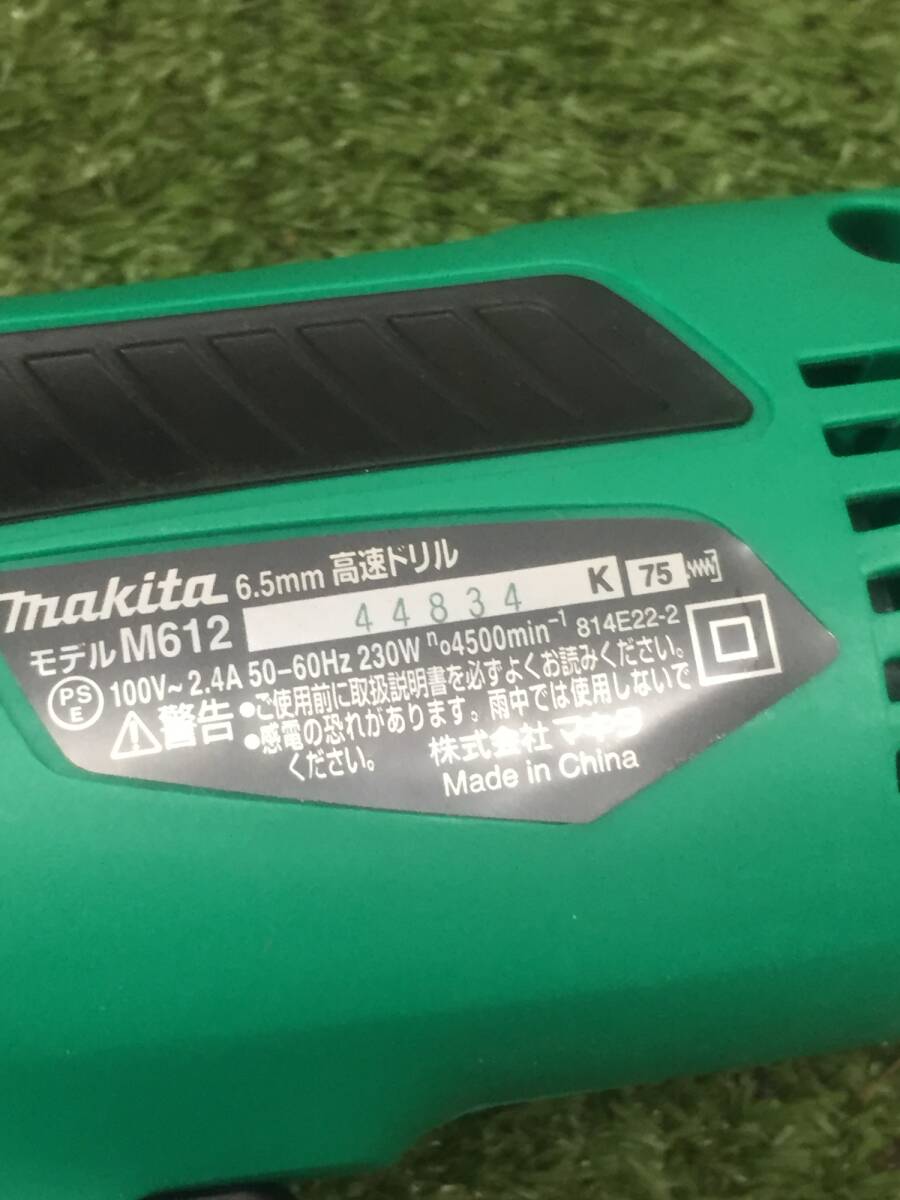 makita 6.5mm 高速ドリル
モデル M612 44834 K 75
PS E 100V~ 2.4A 50-60Hz 230W n₀4500min⁻¹ 814E22-2
警告 •ご使用前に取扱説明書を必ずよくお読みください。
•感電の恐れがあります。雨中では使用しないで
ください。 株式会社 マキタ
Made in China